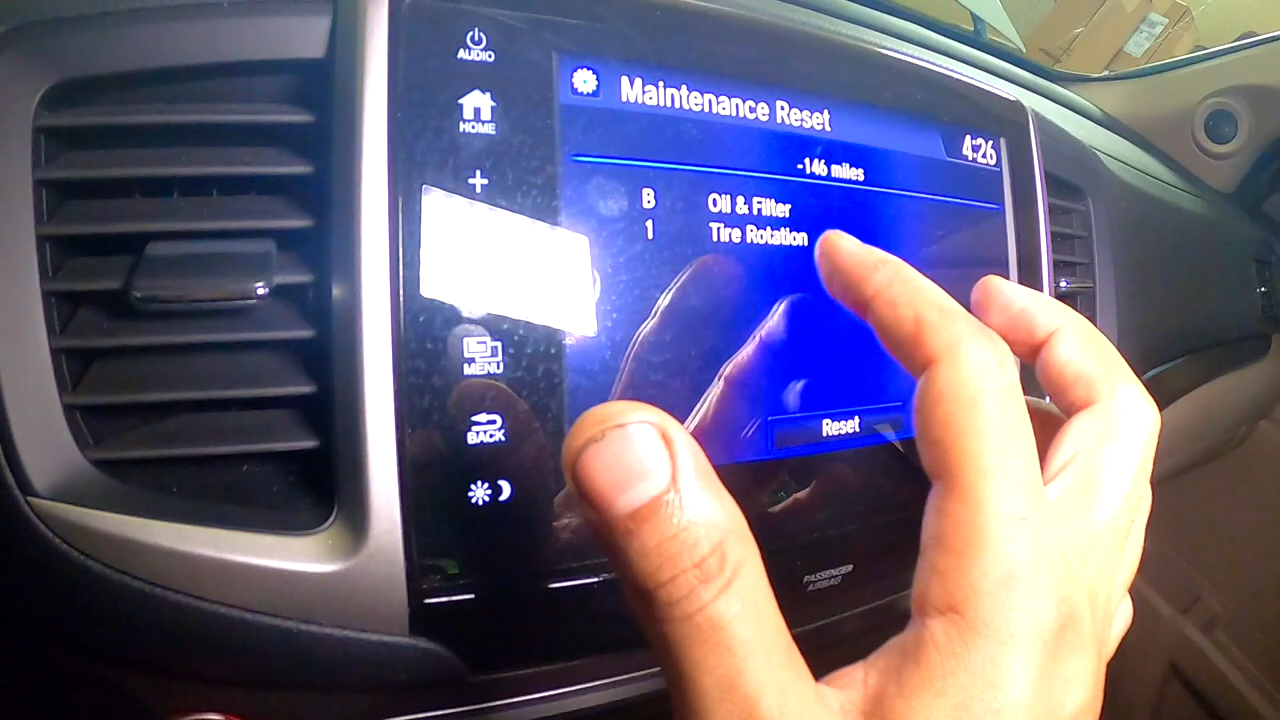 AUDIO
HOME
+
MENU
BACK
Maintenance Reset
4:26
-146 miles
B Oil & Filter
1 Tire Rotation
Reset
PASSENGER
AIRBAG